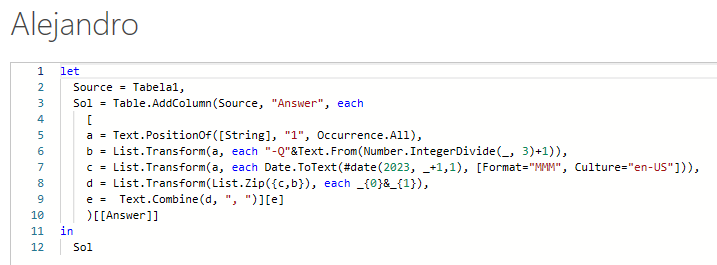 Alejandro
1 let
2 Source = Tabela1,
3 Sol = Table.AddColumn(Source, "Answer", each
4 [
5 a = Text.PositionOf([String], "1", Occurrence.All),
6 b = List.Transform(a, each "-Q"&Text.From(Number.IntegerDivide(_, 3)+1)),
7 c = List.Transform(a, each Date.ToText(#date(2023, _+1,1), [Format="MMM", Culture="en-US"])),
8 d = List.Transform(List.Zip({c,b}), each _{0}&_{1}),
9 e =  Text.Combine(d, ", ")][e]
10 )[[Answer]]
11 in
12 Sol